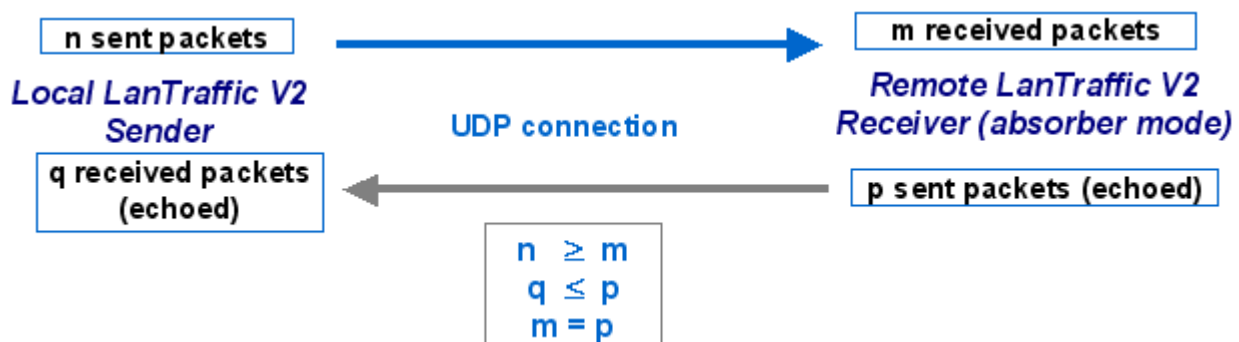 n sent packets
m received packets
Local LanTraffic V2
Sender
Remote LanTraffic V2
Receiver (absorber mode)
UDP connection
q received packets
(echoed)
p sent packets (echoed)
n ≥ m
q ≤ p
m = p